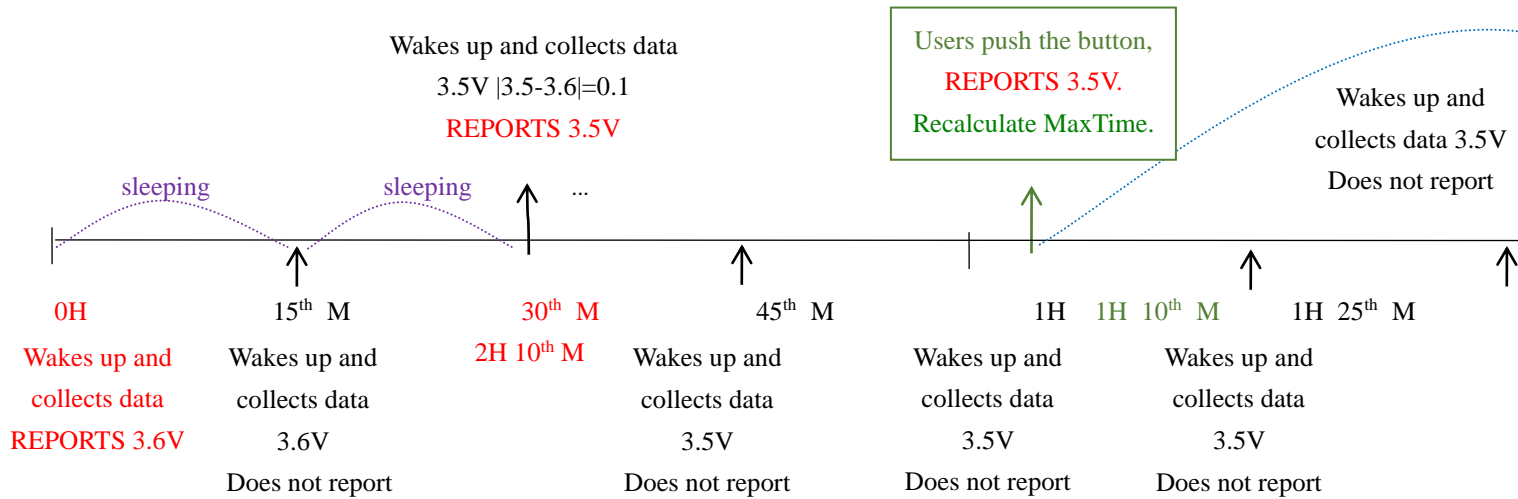 Wakes up and collects data
3.5V |3.5-3.6|=0.1
REPORTS 3.5V
Users push the button,
REPORTS 3.5V.
Recalculate MaxTime.
Wakes up and
collects data 3.5V
Does not report
sleeping
sleeping
...
0H
15th M
30th M
2H 10th M
45th M
1H
1H 10th M
1H 25th M
Wakes up and
collects data
REPORTS 3.6V
Wakes up and
collects data
3.6V
Does not report
Wakes up and
collects data
3.5V
Does not report
Wakes up and
collects data
3.5V
Does not report
Wakes up and
collects data
3.5V
Does not report